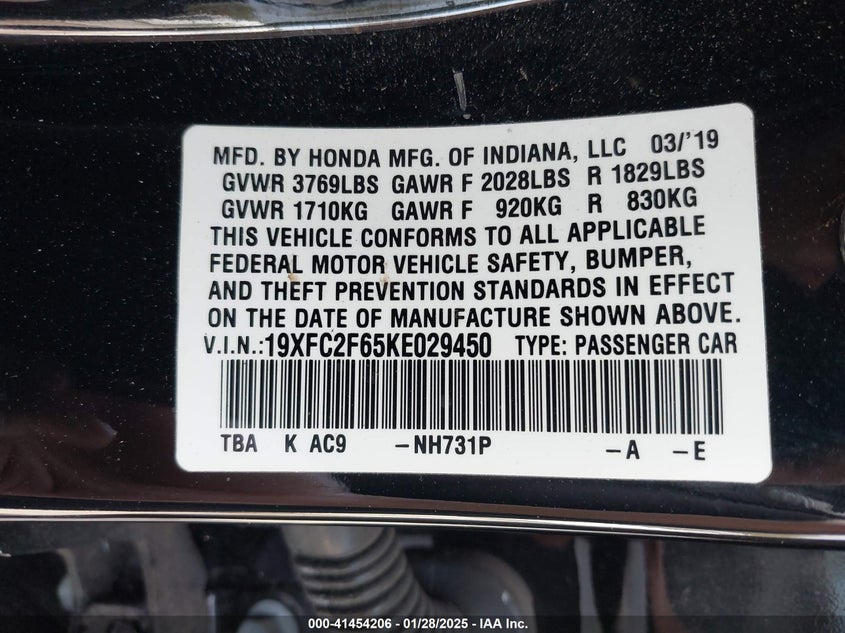 MFD. BY HONDA MFG. OF INDIANA, LLC 03/'19
GVWR 3769LBS GAWR F 2028LBS R 1829LBS
GVWR 1710KG GAWR F 920KG R 830KG
THIS VEHICLE CONFORMS TO ALL APPLICABLE
FEDERAL MOTOR VEHICLE SAFETY, BUMPER,
AND THEFT PREVENTION STANDARDS IN EFFECT
ON THE DATE OF MANUFACTURE SHOWN ABOVE.
V.I.N.:19XFC2F65KE029450 TYPE: PASSENGER CAR
TBA K AC9 -NH731P -A -E
000-41454206 - 01/28/2025 - IAA Inc.